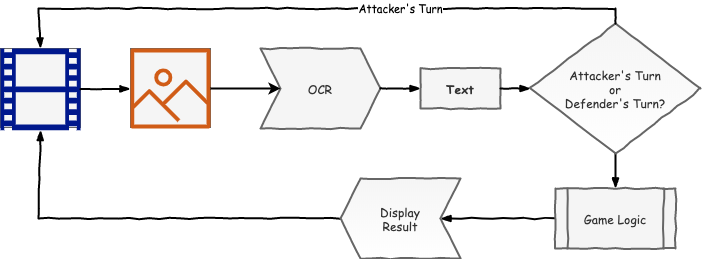 Attacker's Turn
OCR
Text
Attacker's Turn
or
Defender's Turn?
Display
Result
Game Logic